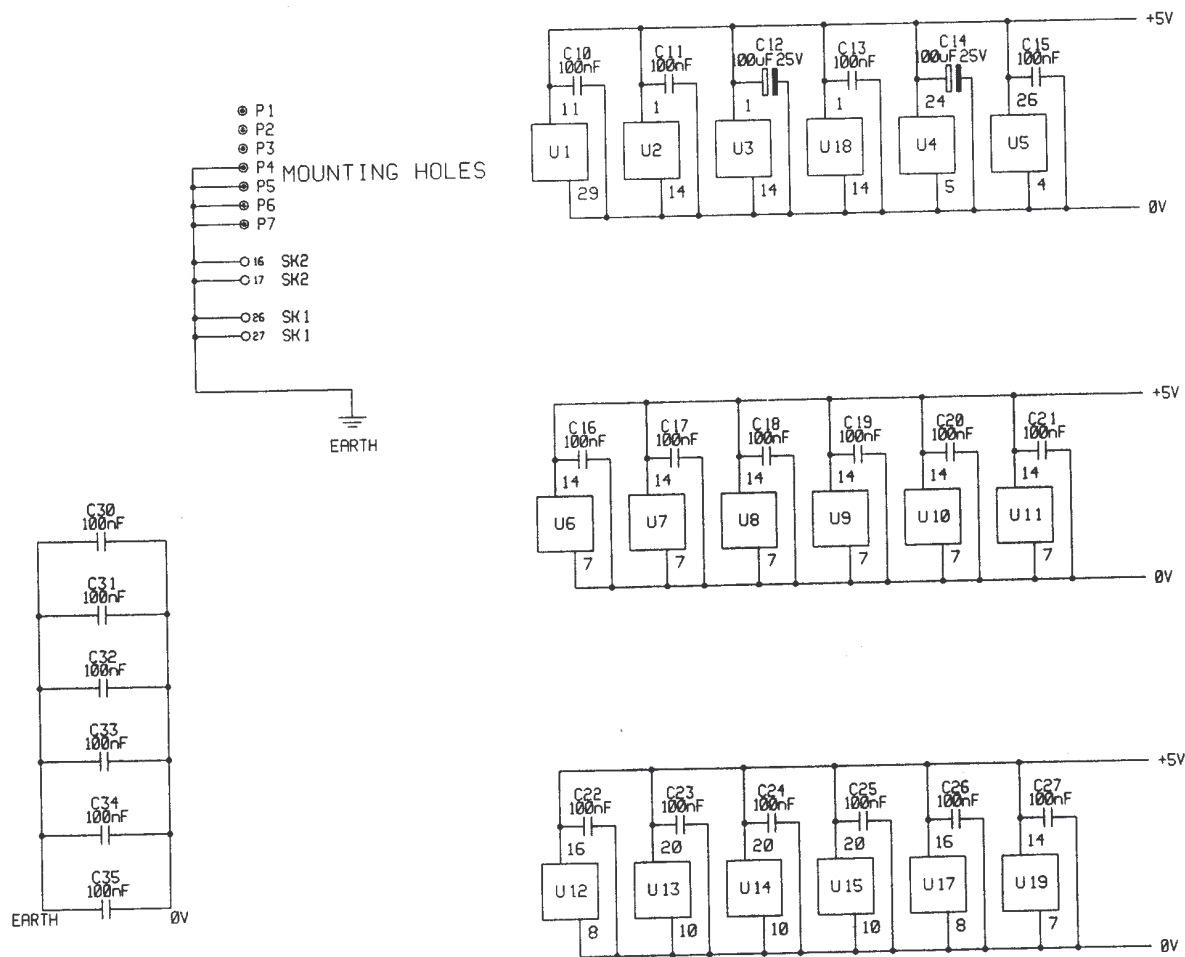 +5V
C10
100nF
C11
100nF
C12
100uF 25V
C13
100nF
C14
100uF 25V
C15
100nF
11
1
1
1
24
26
U1
U2
U3
U18
U4
U5
29
14
14
14
5
4
0V
P1
P2
P3
P4
MOUNTING HOLES
P5
P6
P7
16 SK2
17 SK2
26 SK1
27 SK1
EARTH
+5V
C16
100nF
C17
100nF
C18
100nF
C19
100nF
C20
100nF
C21
100nF
14
14
14
14
14
14
U6
U7
U8
U9
U10
U11
7
7
7
7
7
7
0V
C30
100nF
C31
100nF
C32
100nF
C33
100nF
C34
100nF
C35
100nF
EARTH
0V
+5V
C22
100nF
C23
100nF
C24
100nF
C25
100nF
C26
100nF
C27
100nF
16
20
20
20
16
14
U12
U13
U14
U15
U17
U19
8
10
10
10
8
7
0V